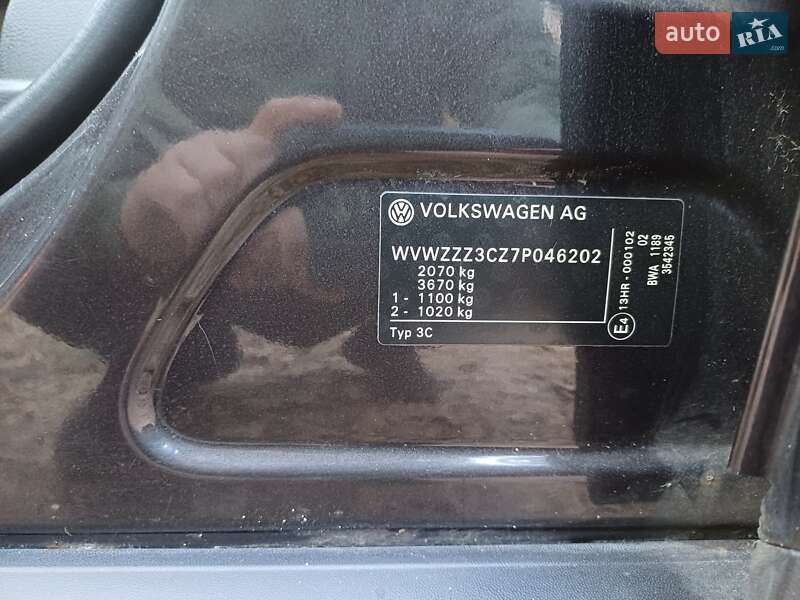 auto RIA
.com
VOLKSWAGEN AG
WVWZZZ3CZ7P046202
2070 kg
3670 kg
1 - 1100 kg
2 - 1020 kg
Typ 3C
E4
13HR - 000102
02
BWA 1189
3542345